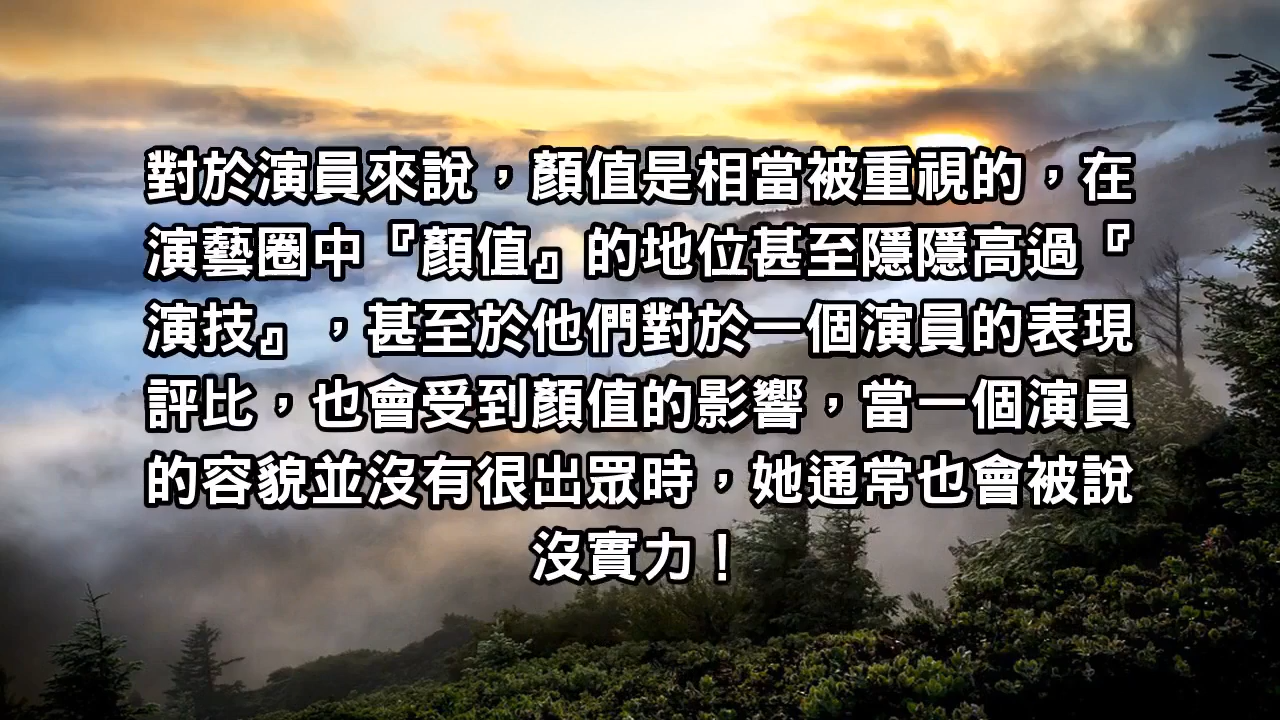 對於演員來說，顏值是相當被重視的，在
演藝圈中『顏值』的地位甚至隱隱高過『
演技』，甚至於他們對於一個演員的表現
評比，也會受到顏值的影響，當一個演員
的容貌並沒有很出眾時，她通常也會被說
沒實力！